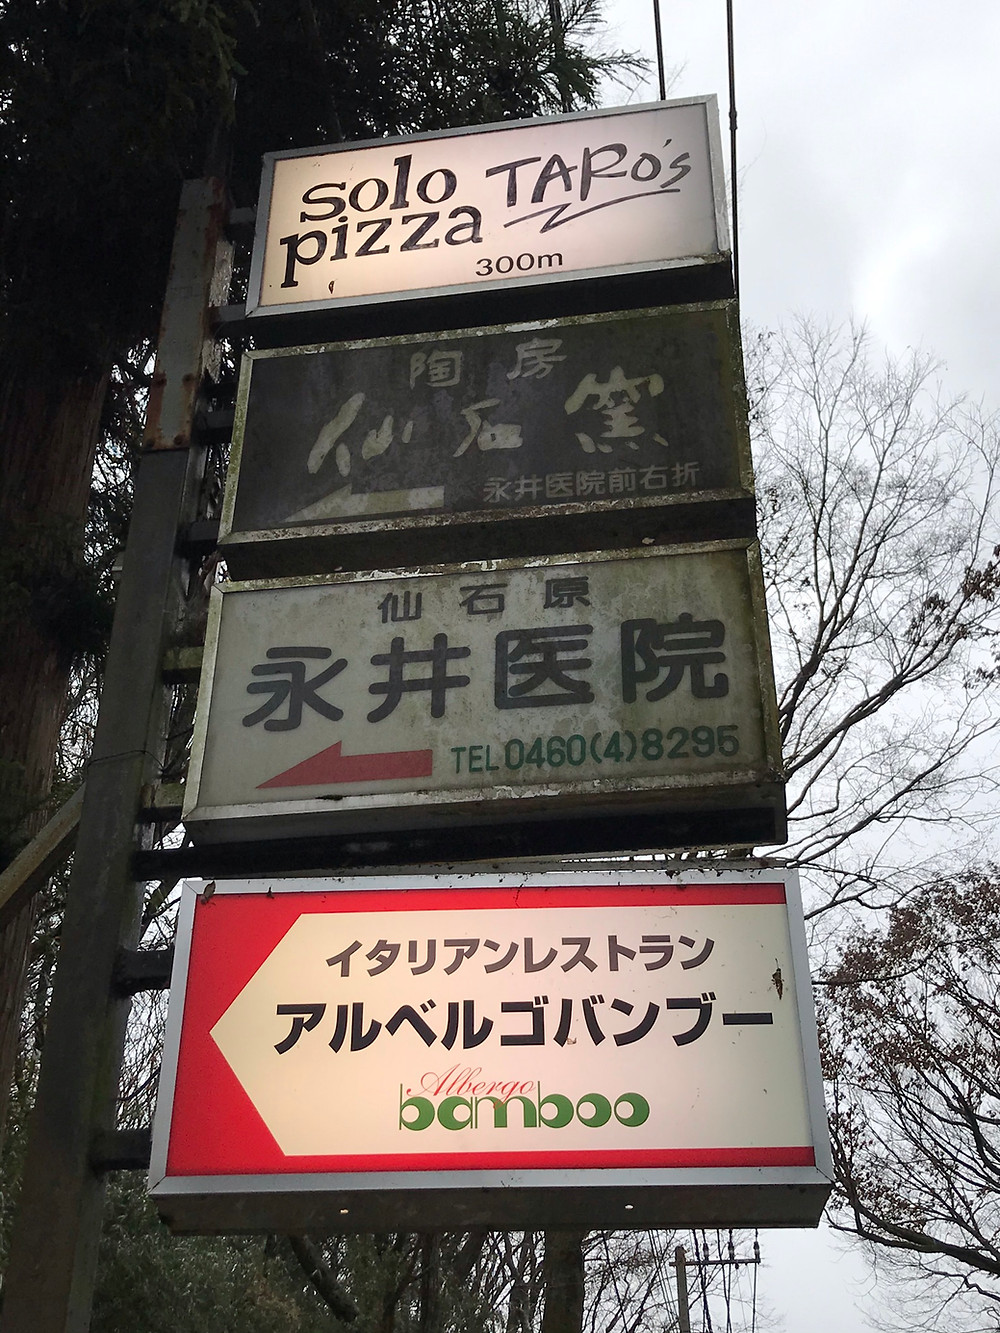 solo
pizza
TARO's
300m
陶房
仙石窯
永井医院前右折
仙石原
永井医院
TEL 0460(4)8295
イタリアンレストラン
アルベルゴバンブー
Albergo
bamboo